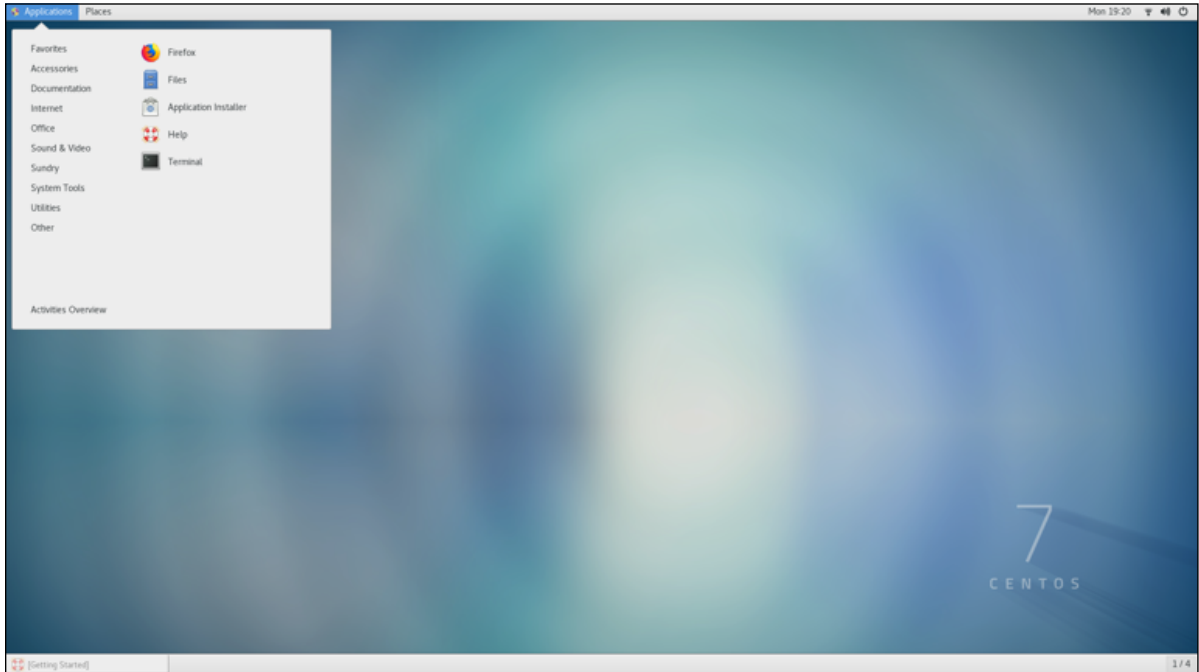 Applications Places Mon 19:20
Favorites
Accessories
Documentation
Internet
Office
Sound & Video
Sundry
System Tools
Utilities
Other
Activities Overview
Firefox
Files
Application Installer
Help
Terminal
7
CENTOS
[Getting Started] 1 / 4